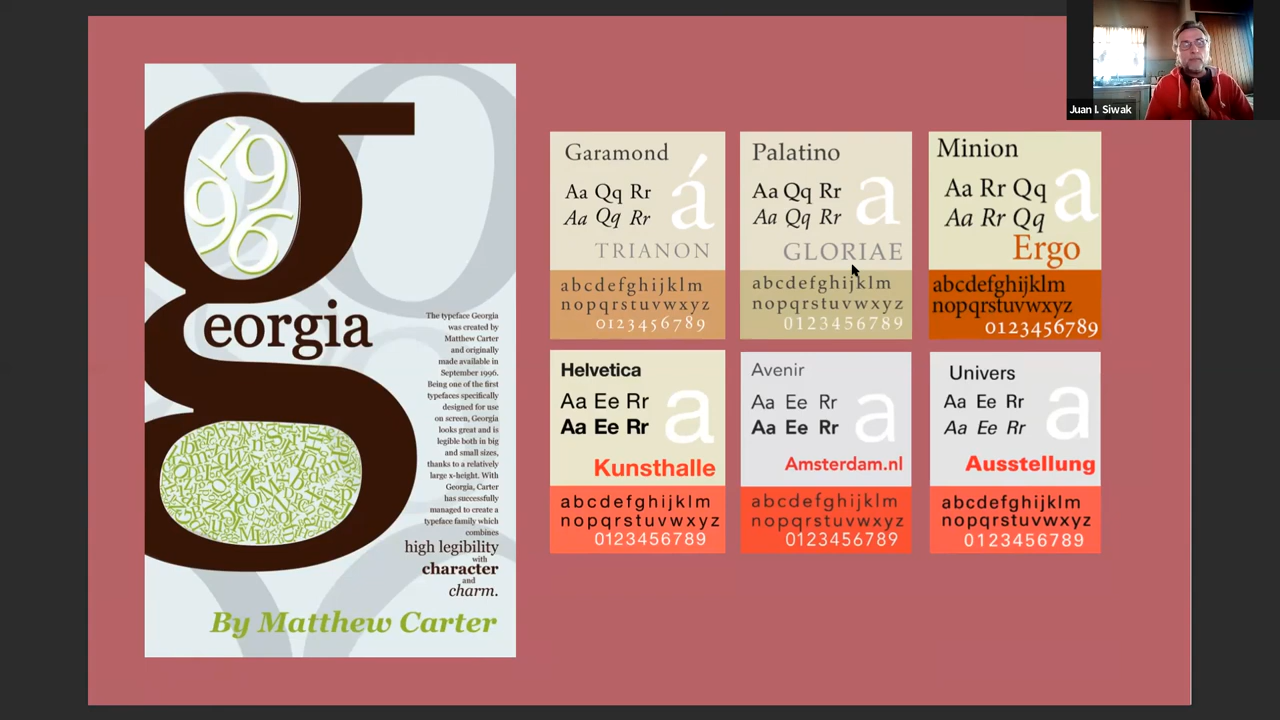 1996
g
eorgia
The typeface Georgia
was created by
Matthew Carter
and originally
made available in
September 1996.
Being one of the first
typefaces specifically
designed for use
on screen, Georgia
looks great and is
legible both in big
and small sizes,
thanks to a relatively
large x-height. With
Georgia, Carter
has successfully
managed to create a
typeface family which
combines
high legibility
with
character
and
charm.
By Matthew Carter
Garamond
Aa Qq Rr
Aa Qq Rr
á
TRIANON
abcdefghijklm
nopqrstuvwxyz
0123456789
Palatino
Aa Qq Rr
Aa Qq Rr
a
GLORIAE
abcdefghijklm
nopqrstuvwxyz
0123456789
Minion
Aa Rr Qq
Aa Rr Qq
a
Ergo
abcdefghijklm
nopqrstuvwxyz
0123456789
Helvetica
Aa Ee Rr
Aa Ee Rr
a
Kunsthalle
abcdefghijklm
nopqrstuvwxyz
0123456789
Avenir
Aa Ee Rr
Aa Ee Rr
a
Amsterdam.nl
abcdefghijklm
nopqrstuvwxyz
0123456789
Univers
Aa Ee Rr
Aa Ee Rr
a
Ausstellung
abcdefghijklm
nopqrstuvwxyz
0123456789
Juan I. Siwak